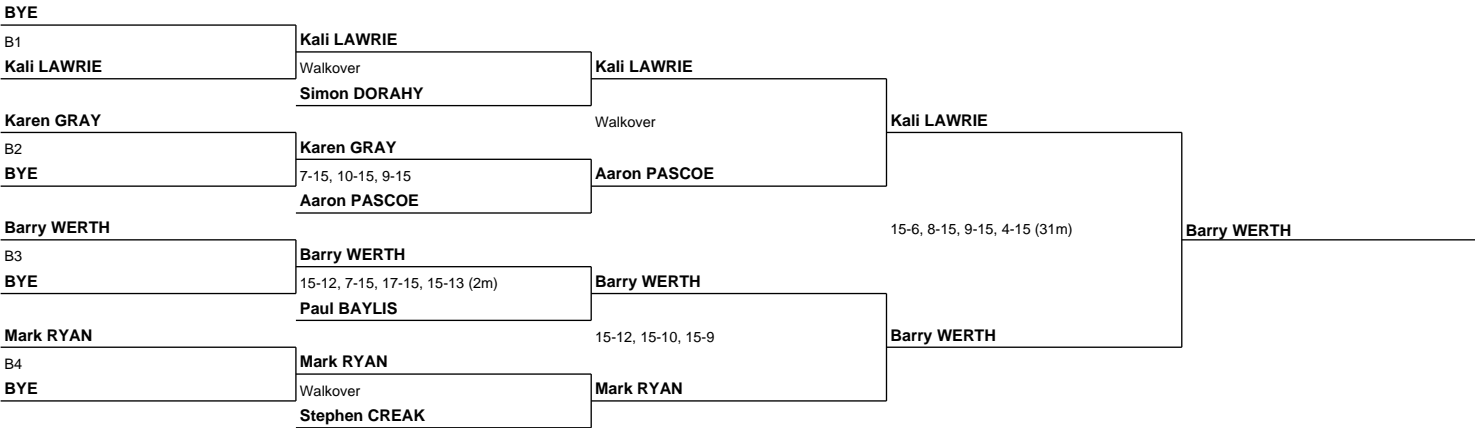 BYE
B1
Kali LAWRIE
Kali LAWRIE
Walkover
Simon DORAHY
Kali LAWRIE
Karen GRAY
B2
BYE
Karen GRAY
7-15, 10-15, 9-15
Aaron PASCOE
Walkover
Aaron PASCOE
Kali LAWRIE
Barry WERTH
B3
BYE
Barry WERTH
15-12, 7-15, 17-15, 15-13 (2m)
Paul BAYLIS
Barry WERTH
Mark RYAN
B4
BYE
Mark RYAN
Walkover
Stephen CREAK
15-12, 15-10, 15-9
Mark RYAN
Barry WERTH
15-6, 8-15, 9-15, 4-15 (31m)
Barry WERTH